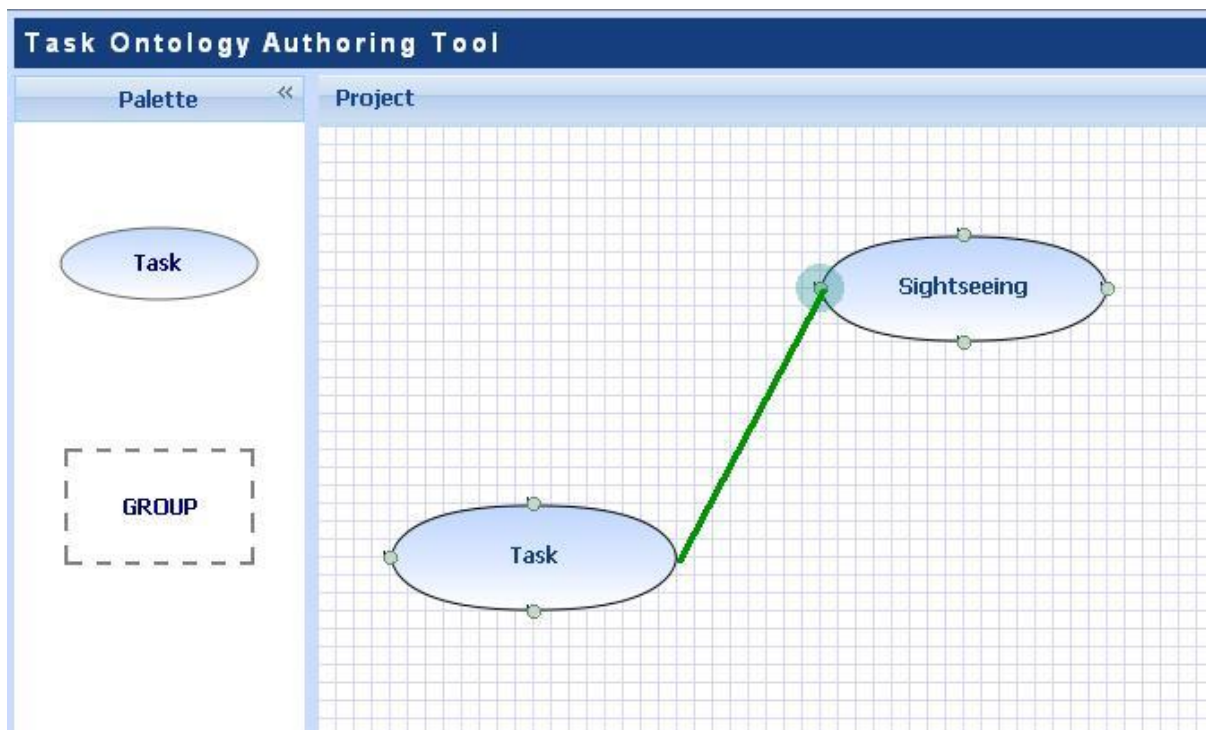 Task Ontology Authoring Tool
Palette «
Project
Task
GROUP
Sightseeing
Task